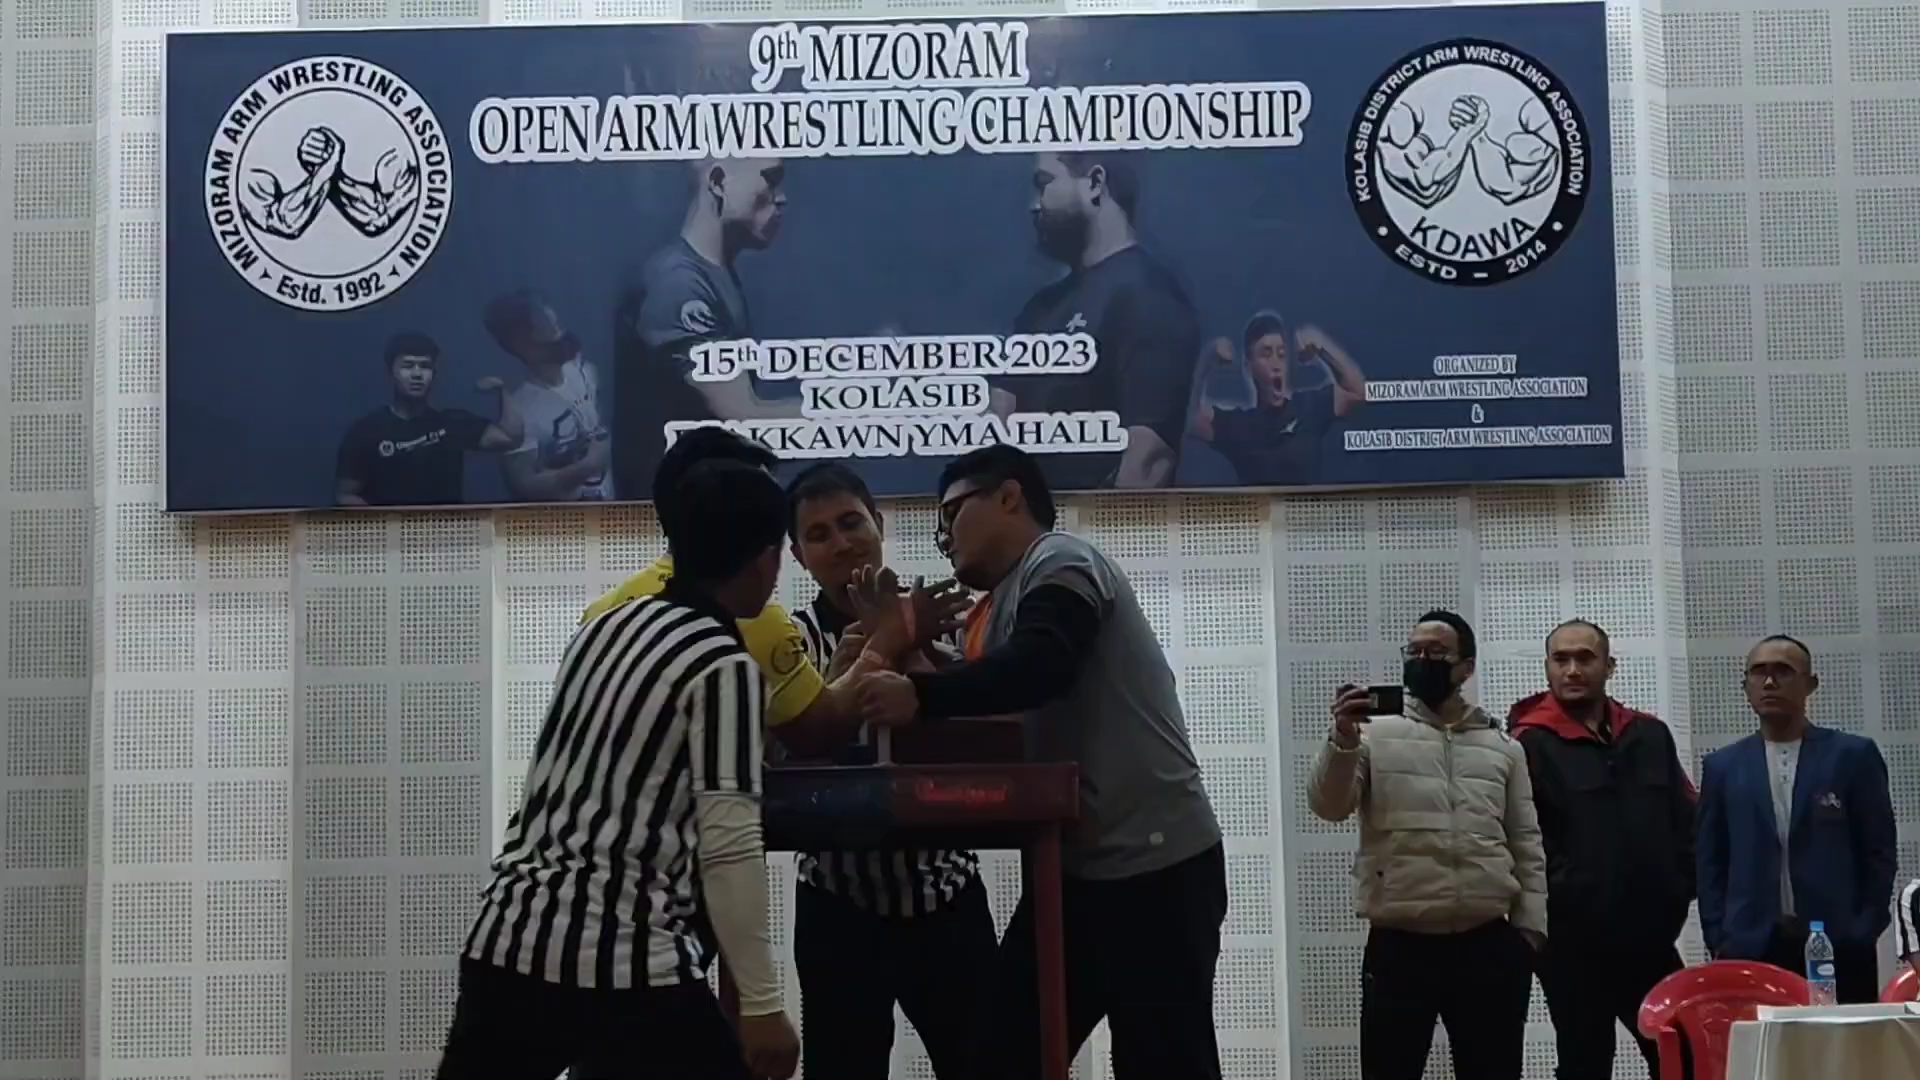 9th MIZORAM
OPEN ARM WRESTLING CHAMPIONSHIP
MIZORAM ARM WRESTLING ASSOCIATION
Estd. 1992
KOLASIB DISTRICT ARM WRESTLING ASSOCIATION
KDAWA
ESTD - 2014
15th DECEMBER 2023
KOLASIB
YMA HALL
ORGANIZED BY
MIZORAM ARM WRESTLING ASSOCIATION
&
KOLASIB DISTRICT ARM WRESTLING ASSOCIATION